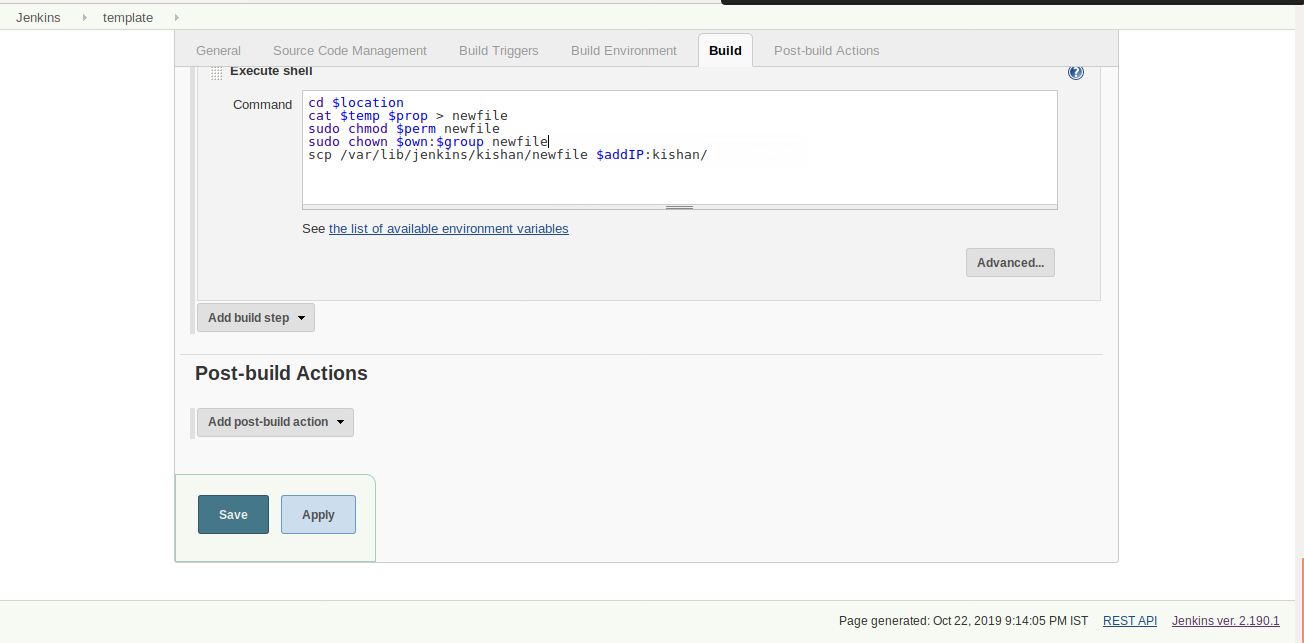 Jenkins template
General Source Code Management Build Triggers Build Environment Build Post-build Actions
Execute shell
?
Command
cd $location
cat $temp $prop > newfile
sudo chmod $perm newfile
sudo chown $own:$group newfile
scp /var/lib/jenkins/kishan/newfile $addIP:kishan/
See the list of available environment variables
Advanced...
Add build step
Post-build Actions
Add post-build action
Save Apply
Page generated: Oct 22, 2019 9:14:05 PM IST REST API Jenkins ver. 2.190.1